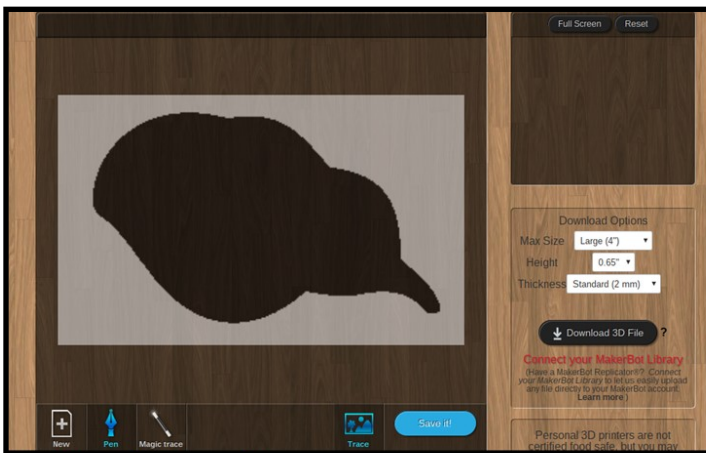 Full Screen Reset
Download Options
Max Size Large (4")
Height 0.65"
Thickness Standard (2 mm)
Download 3D File ?
Connect your MakerBot Library
(Have a MakerBot Replicator®? Connect
your MakerBot Library to let us easily upload
any file directly to your MakerBot account.
Learn more )
Personal 3D printers are not
certified food safe, but you may
New Pen Magic trace Trace Save it!